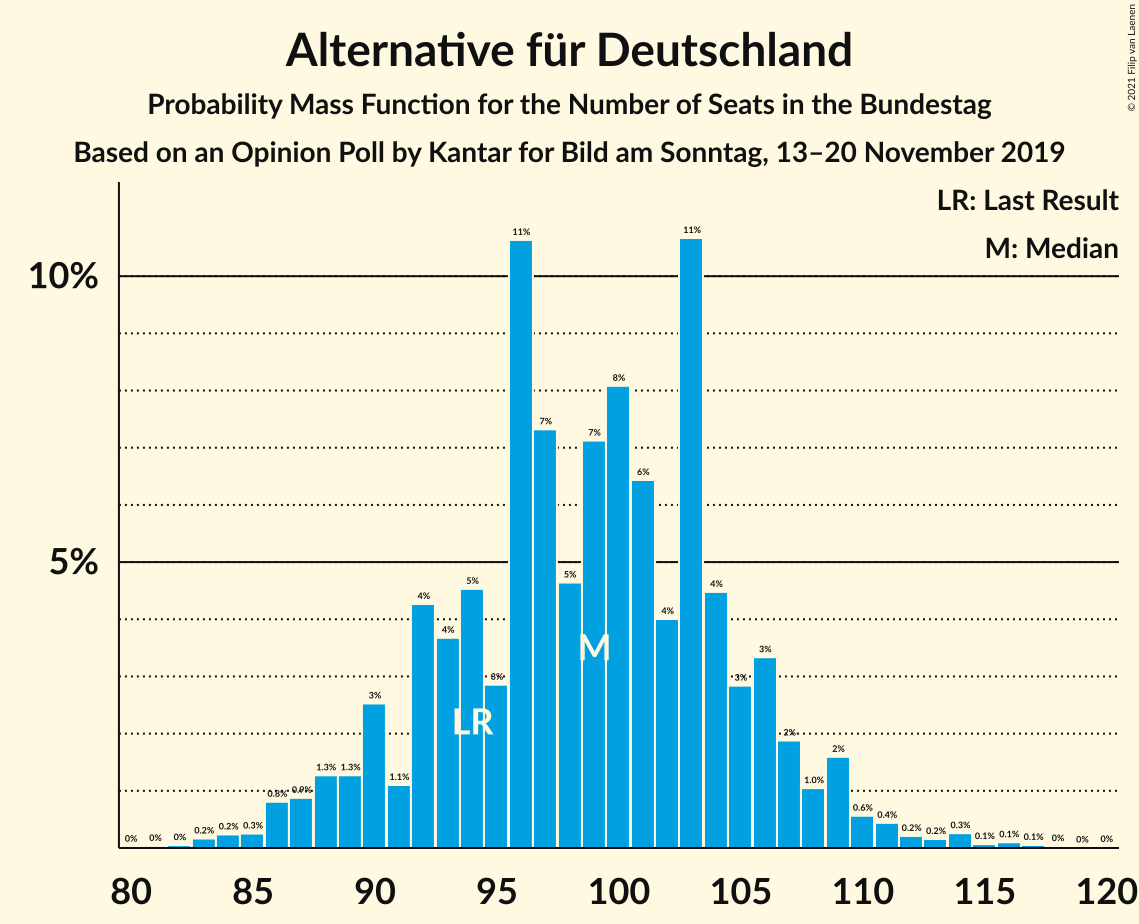 Alternative für Deutschland
Probability Mass Function for the Number of Seats in the Bundestag
Based on an Opinion Poll by Kantar for Bild am Sonntag, 13–20 November 2019
© 2021 Filip van Laenen
LR: Last Result
M: Median
10%
5%
0% 0% 0% 0.2% 0.2% 0.3% 0.8% 0.9% 1.3% 1.3% 3% 1.1% 4% 4% 5% 11% 7% 5% 7% 8% 6% 4% 11% 4% 3% 3% 2% 1.0% 2% 0.6% 0.4% 0.2% 0.2% 0.3% 0.1% 0.1% 0.1% 0% 0% 0%
LR
M
80 85 90 95 100 105 110 115 120